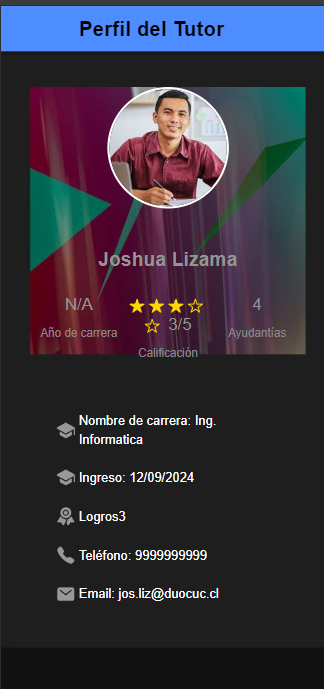 Perfil del Tutor
Joshua Lizama
N/A
Año de carrera
3/5
Calificación
4
Ayudantías
Nombre de carrera: Ing.
Informatica
Ingreso: 12/09/2024
Logros3
Teléfono: 9999999999
Email: jos.liz@duocuc.cl